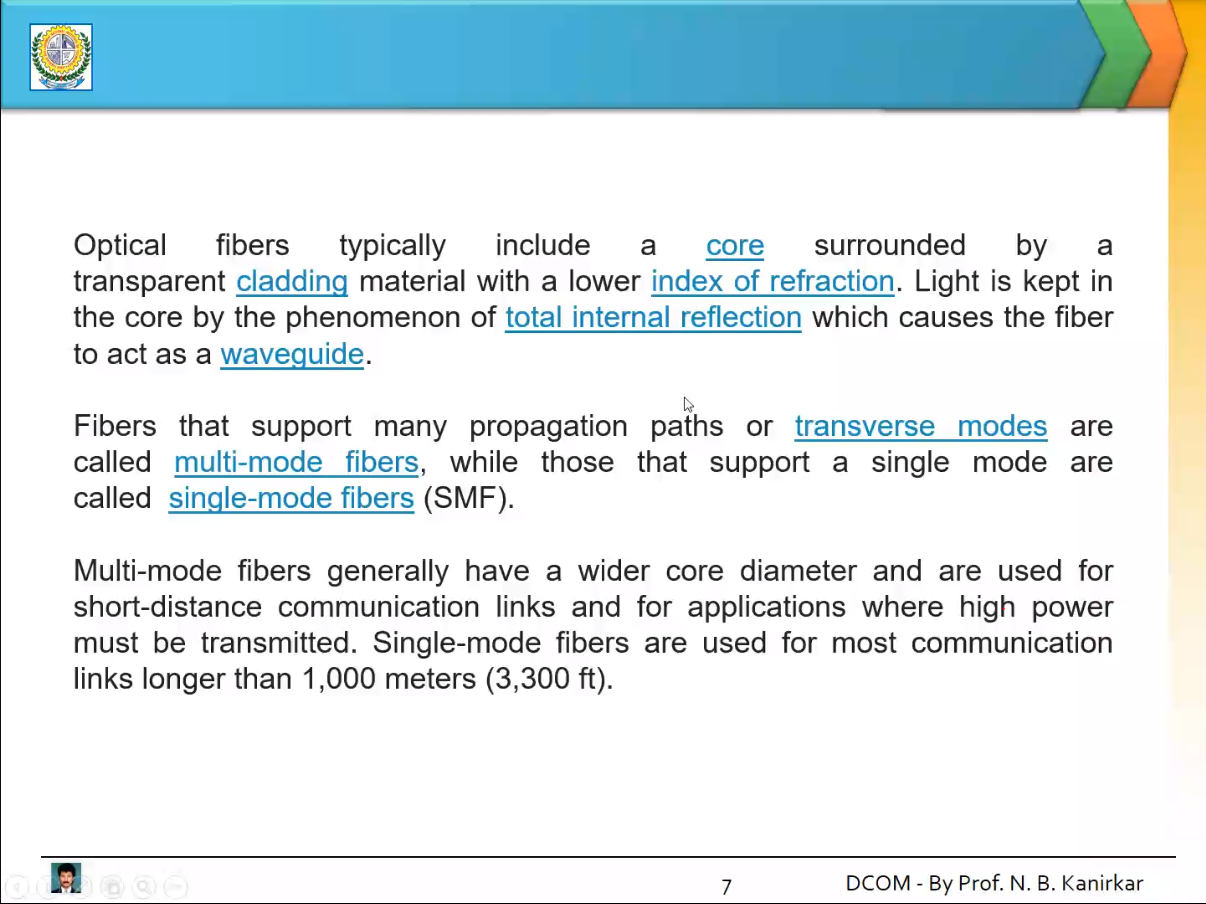 Optical fibers typically include a core surrounded by a
transparent cladding material with a lower index of refraction. Light is kept in
the core by the phenomenon of total internal reflection which causes the fiber
to act as a waveguide.
Fibers that support many propagation paths or transverse modes are
called multi-mode fibers, while those that support a single mode are
called single-mode fibers (SMF).
Multi-mode fibers generally have a wider core diameter and are used for
short-distance communication links and for applications where high power
must be transmitted. Single-mode fibers are used for most communication
links longer than 1,000 meters (3,300 ft).
7
DCOM - By Prof. N. B. Kanirkar